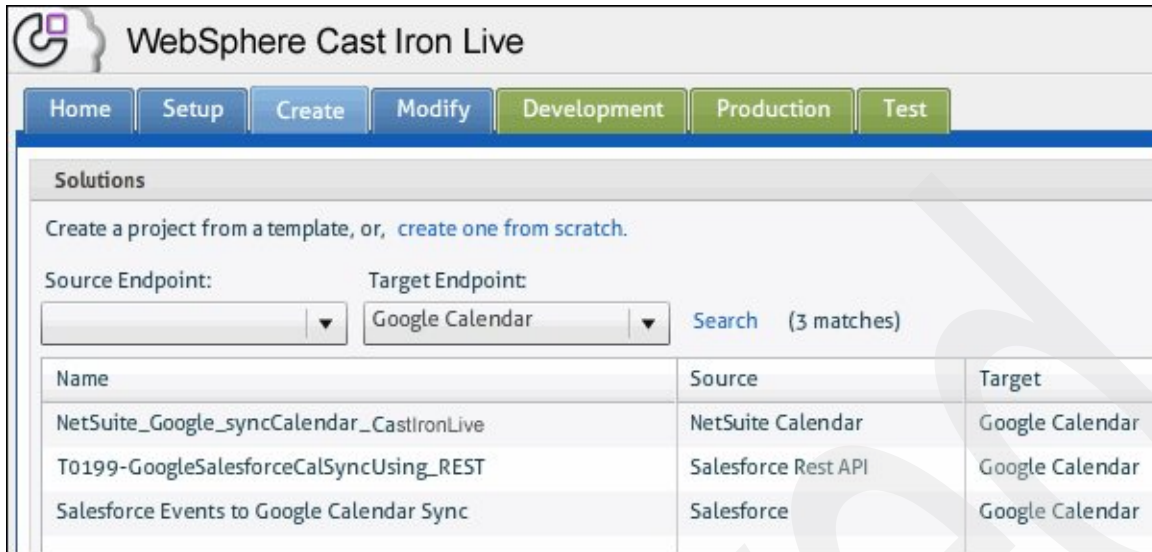 WebSphere Cast Iron Live
Home Setup Create Modify Development Production Test
Solutions
Create a project from a template, or, create one from scratch.
Source Endpoint: Target Endpoint:
Google Calendar Search (3 matches)
Name Source Target
NetSuite_Google_syncCalendar_CastIronLive NetSuite Calendar Google Calendar
T0199-GoogleSalesforceCalSyncUsing_REST Salesforce Rest API Google Calendar
Salesforce Events to Google Calendar Sync Salesforce Google Calendar